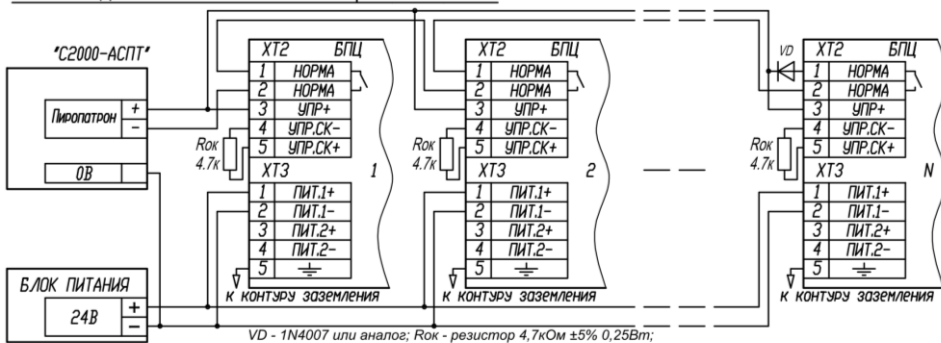 "С2000-АСПТ"
Пиропатрон
+
−
0В
БЛОК ПИТАНИЯ
24В
+
−
XT2 БПЦ
1 НОРМА
2 НОРМА
3 УПР+
4 УПР.СК-
5 УПР.СК+
XT3 1
1 ПИТ.1+
2 ПИТ.1-
3 ПИТ.2+
4 ПИТ.2-
5
Rок
4.7к
к контуру заземления
XT2 БПЦ
1 НОРМА
2 НОРМА
3 УПР+
4 УПР.СК-
5 УПР.СК+
XT3 2
1 ПИТ.1+
2 ПИТ.1-
3 ПИТ.2+
4 ПИТ.2-
5
Rок
4.7к
к контуру заземления
VD
XT2 БПЦ
1 НОРМА
2 НОРМА
3 УПР+
4 УПР.СК-
5 УПР.СК+
XT3 N
1 ПИТ.1+
2 ПИТ.1-
3 ПИТ.2+
4 ПИТ.2-
5
Rок
4.7к
к контуру заземления
VD - 1N4007 или аналог; Rок - резистор 4,7кОм ±5% 0,25Вт;